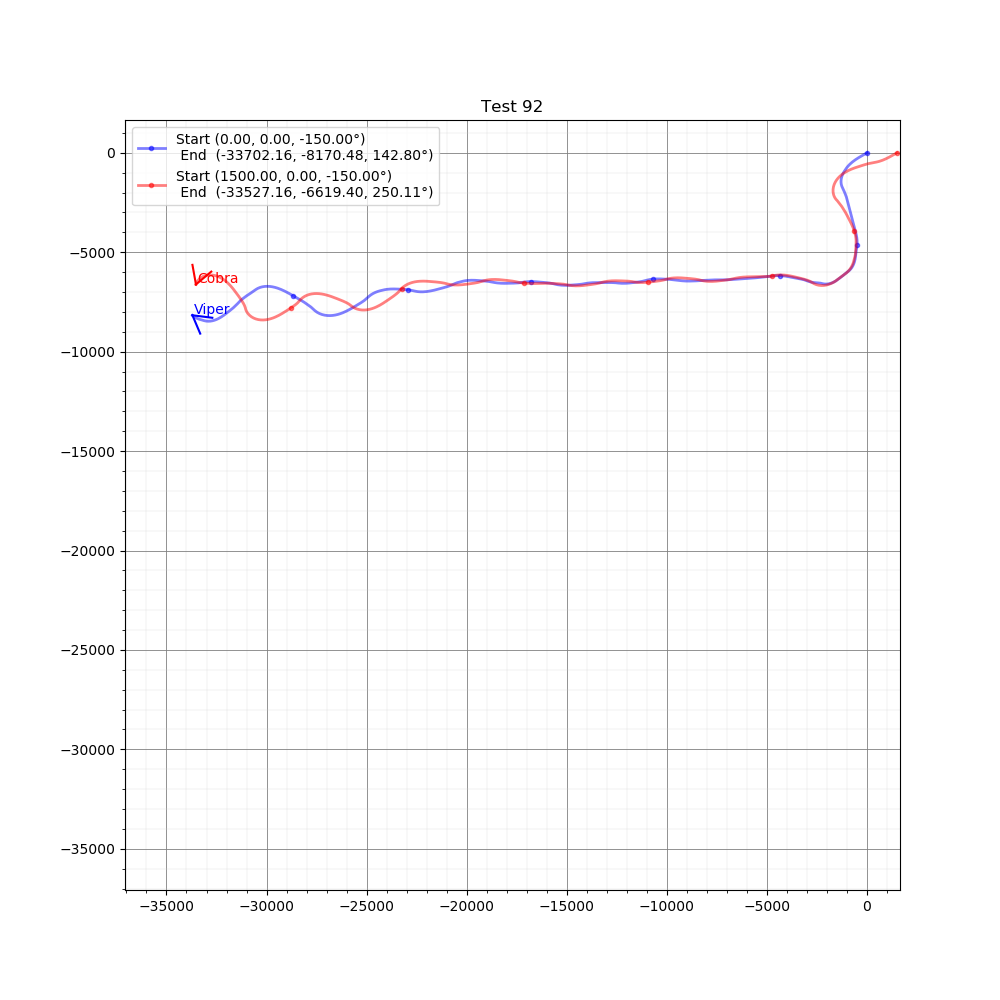 Test 92
Start (0.00, 0.00, -150.00°)
End  (-33702.16, -8170.48, 142.80°)
Start (1500.00, 0.00, -150.00°)
End  (-33527.16, -6619.40, 250.11°)
0
−5000
−10000
−15000
−20000
−25000
−30000
−35000
Cobra
Viper
−35000
−30000
−25000
−20000
−15000
−10000
−5000
0